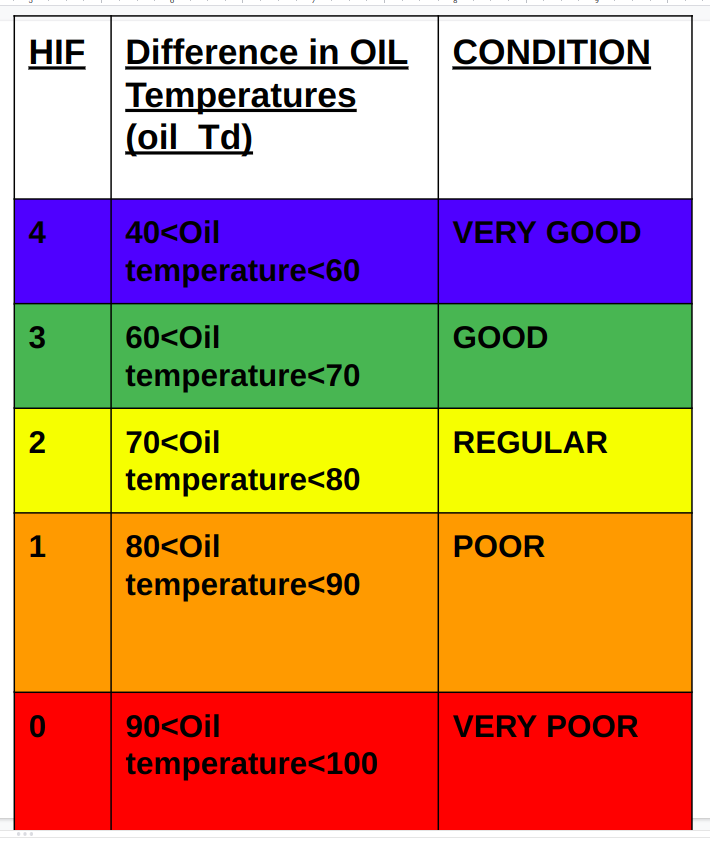 HIF
Difference in OIL
Temperatures
(oil_Td)
CONDITION
4
40<Oil
temperature<60
VERY GOOD
3
60<Oil
temperature<70
GOOD
2
70<Oil
temperature<80
REGULAR
1
80<Oil
temperature<90
POOR
0
90<Oil
temperature<100
VERY POOR